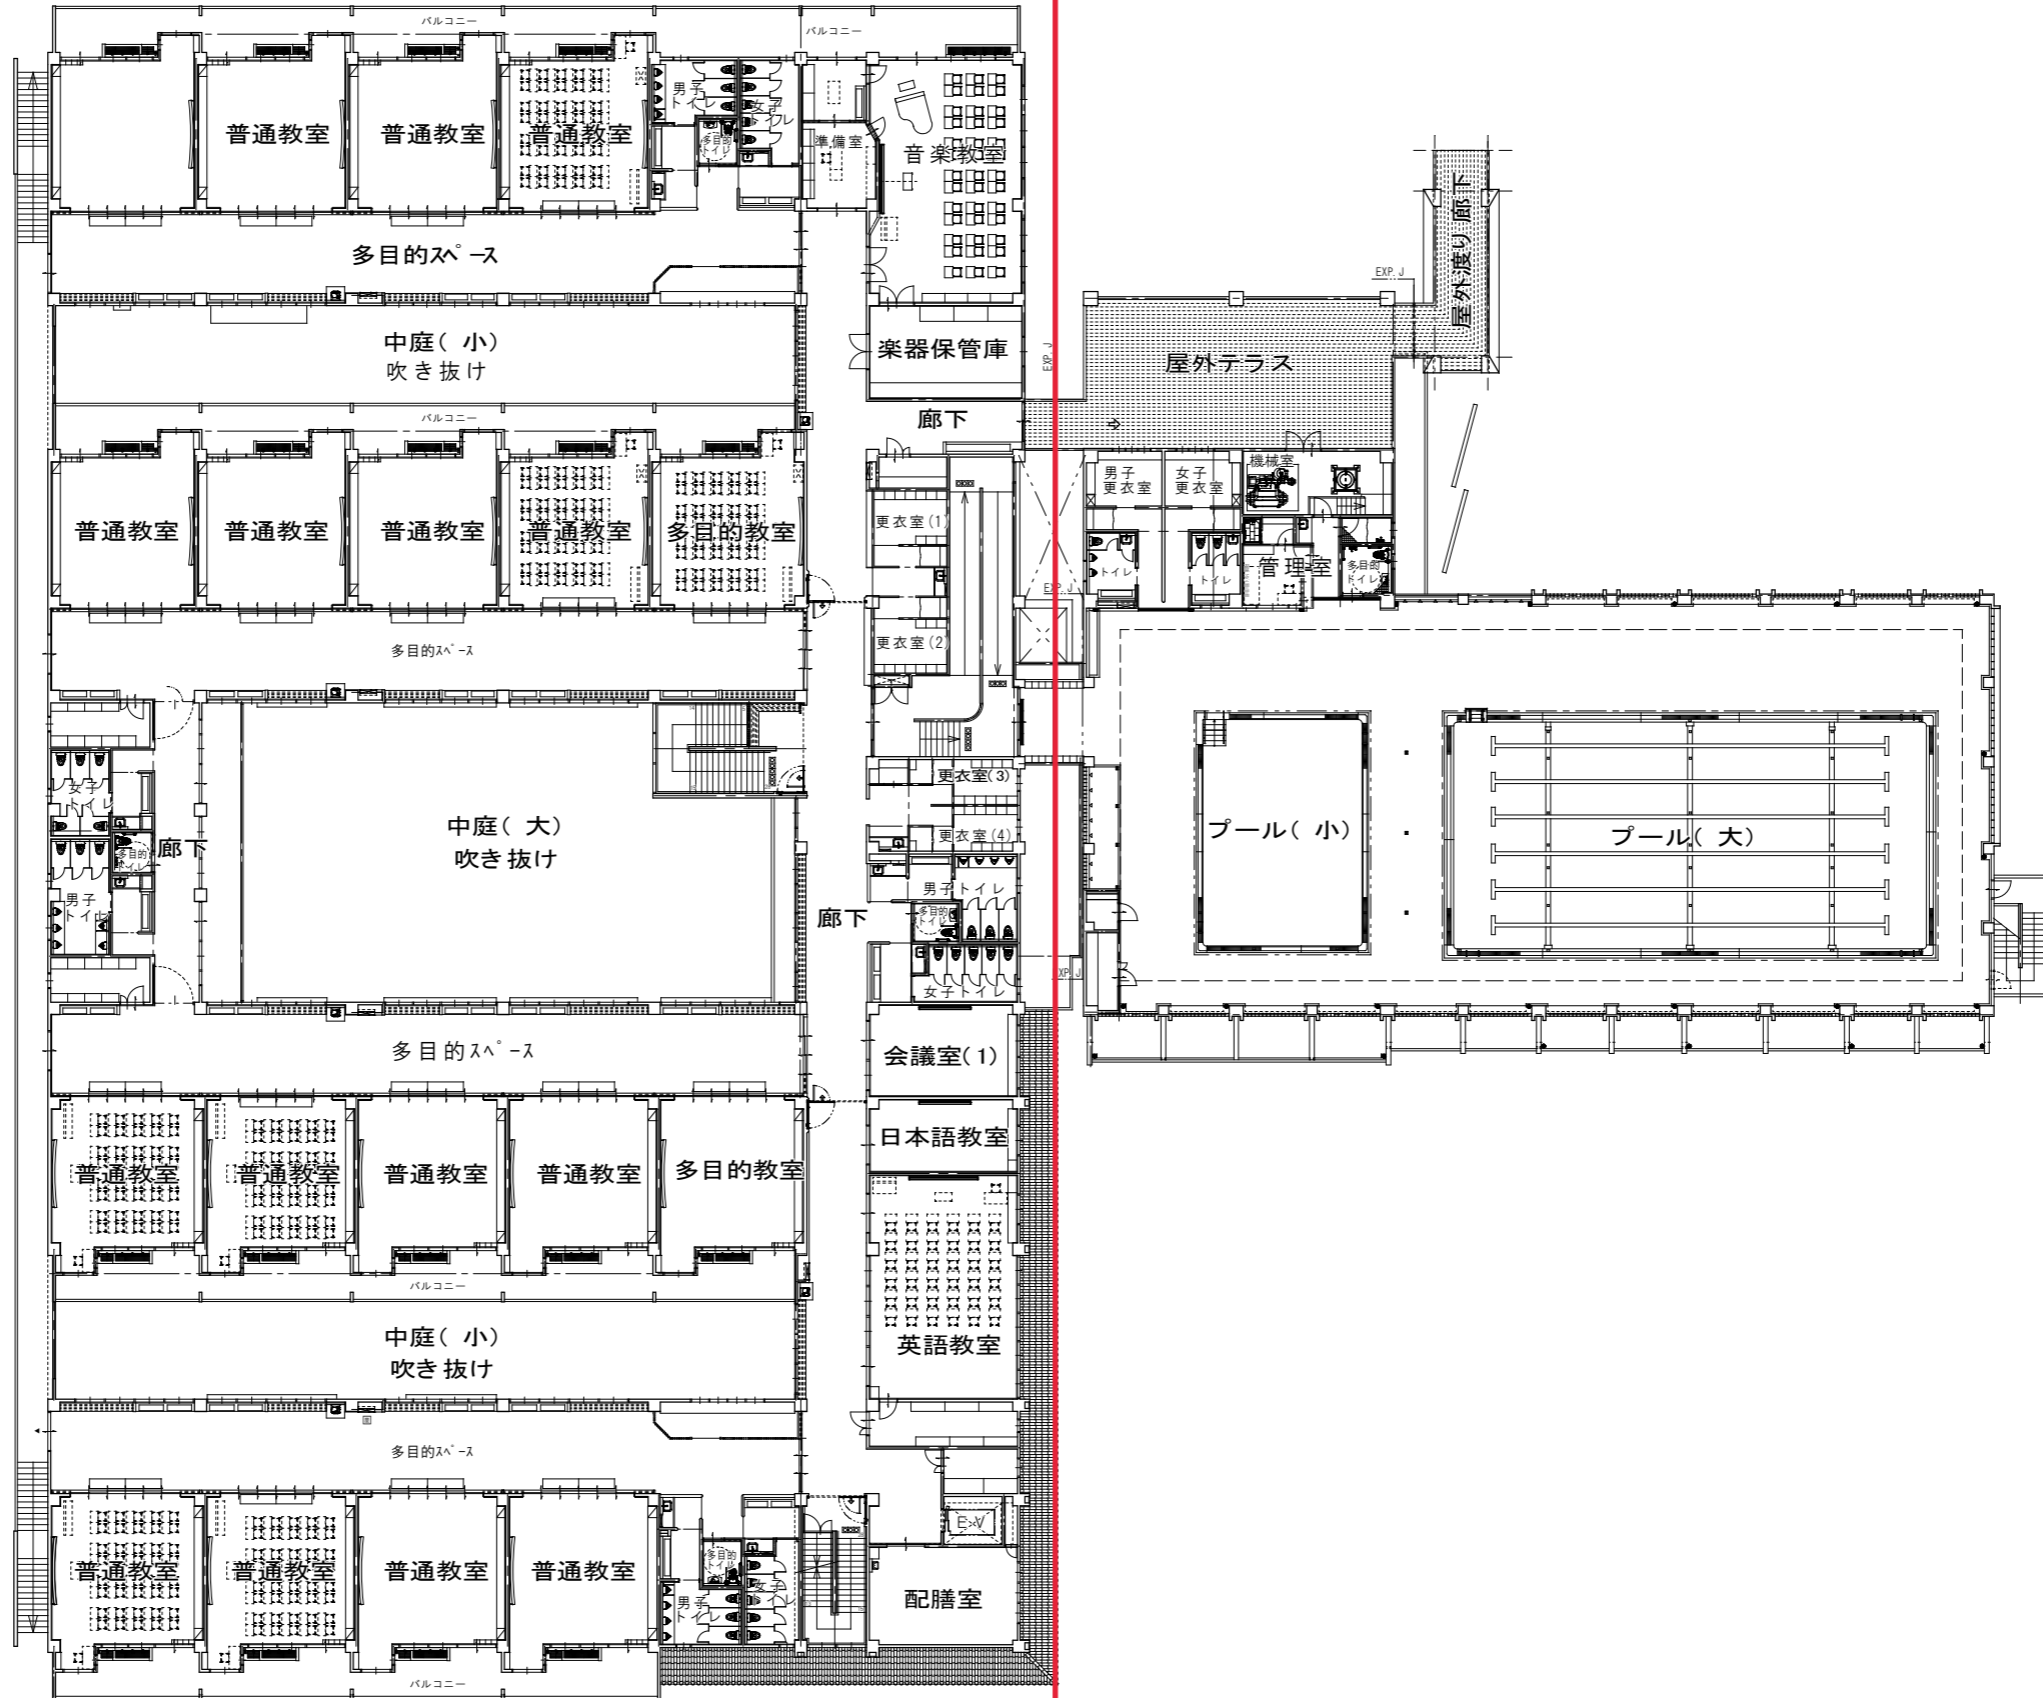 バルコニー
バルコニー
普通教室
普通教室
普通教室
男子
トイレ
女子
トイレ
多目的
トイレ
準備室
音楽教室
多目的スペース
屋外渡り廊下
EXP.J
中庭(小)
吹き抜け
楽器保管庫
EXP.J
屋外テラス
バルコニー
廊下
普通教室
普通教室
普通教室
普通教室
多目的教室
更衣室(1)
更衣室(2)
男子
更衣室
女子
更衣室
機械室
トイレ
トイレ
管理室
多目的
トイレ
EXP.J
多目的スペース
女子
トイレ
多目的
トイレ
男子
トイレ
廊下
中庭(大)
吹き抜け
更衣室(3)
更衣室(4)
廊下
男子トイレ
多目的
トイレ
女子トイレ
プール(小)
プール(大)
EXP.J
多目的スペース
会議室(1)
日本語教室
普通教室
普通教室
普通教室
普通教室
多目的教室
バルコニー
中庭(小)
吹き抜け
英語教室
多目的スペース
普通教室
普通教室
普通教室
普通教室
多目的
トイレ
男子
トイレ
女子
トイレ
EV
配膳室
バルコニー